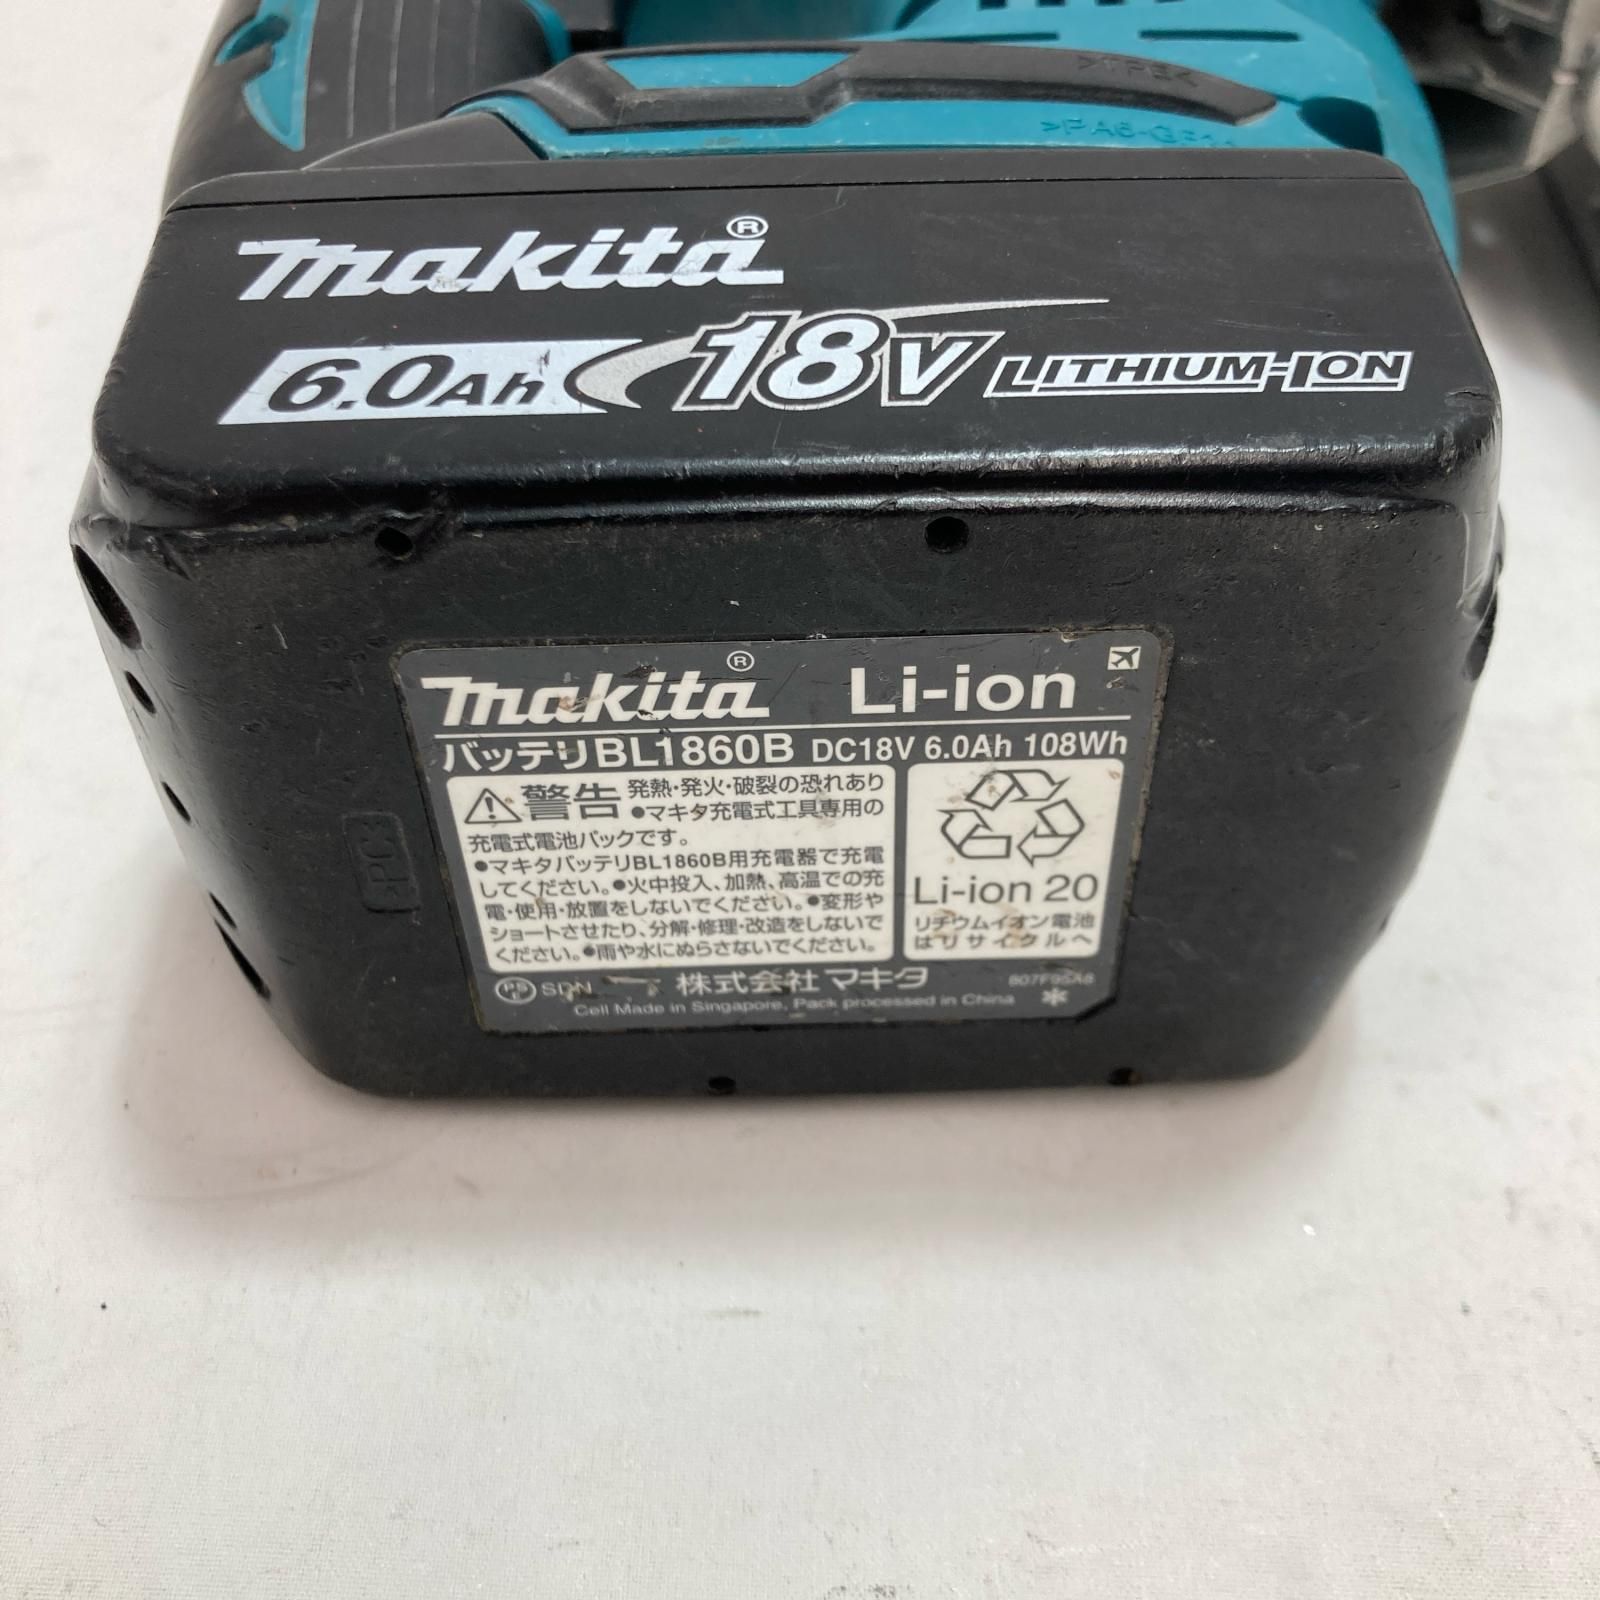 >TPE<
makita®
6.0Ah 18V LITHIUM-ION
makita® Li-ion
バッテリBL1860B DC18V 6.0Ah 108Wh
警告 発熱・発火・破裂の恐れあり
●マキタ充電式工具専用の
充電式電池パックです。
●マキタバッテリBL1860B用充電器で充電
してください。●火中投入、加熱、高温での充
電・使用・放置をしないでください。●変形や
ショートさせたり、分解・修理・改造をしないで
ください。●雨や水にぬらさないでください。
Li-ion 20
リチウムイオン電池
はリサイクルへ
PSE SDN 株式会社 マキタ
Cell Made in Singapore, Pack processed in China